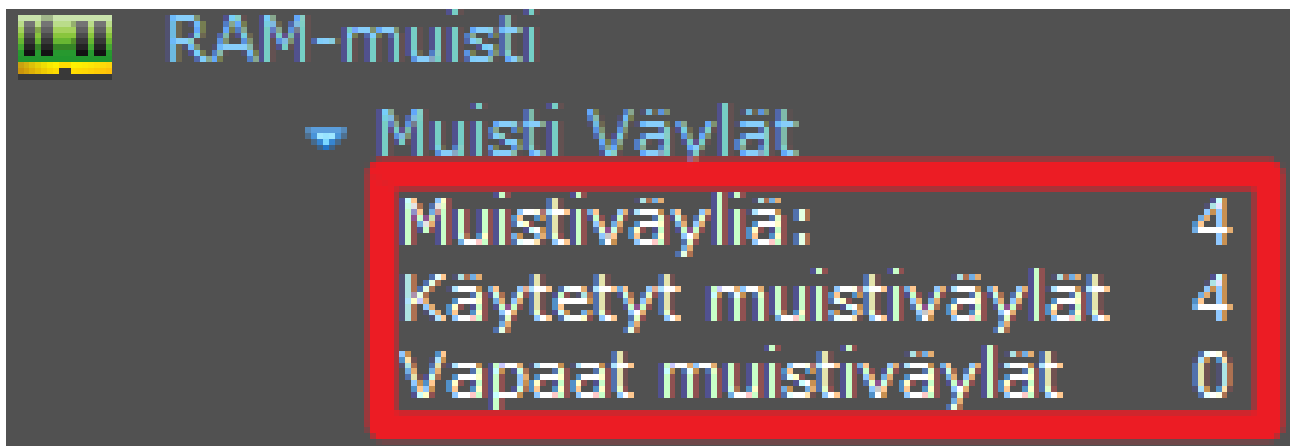 RAM-muisti
Muisti Väylät
Muistiväyliä: 4
Käytetyt muistiväylät 4
Vapaat muistiväylät 0